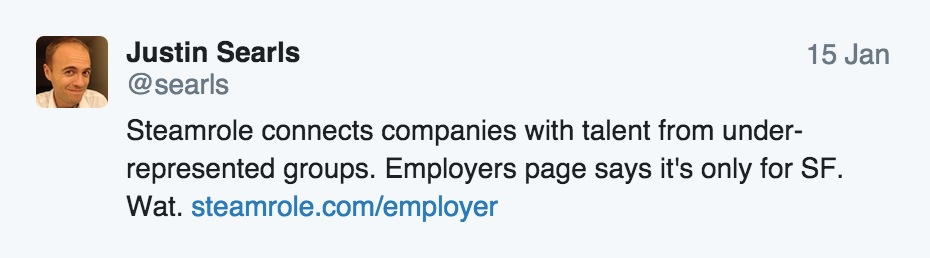 Justin Searls
15 Jan
@searls
Steamrole connects companies with talent from under-
represented groups. Employers page says it's only for SF.
Wat. steamrole.com/employer